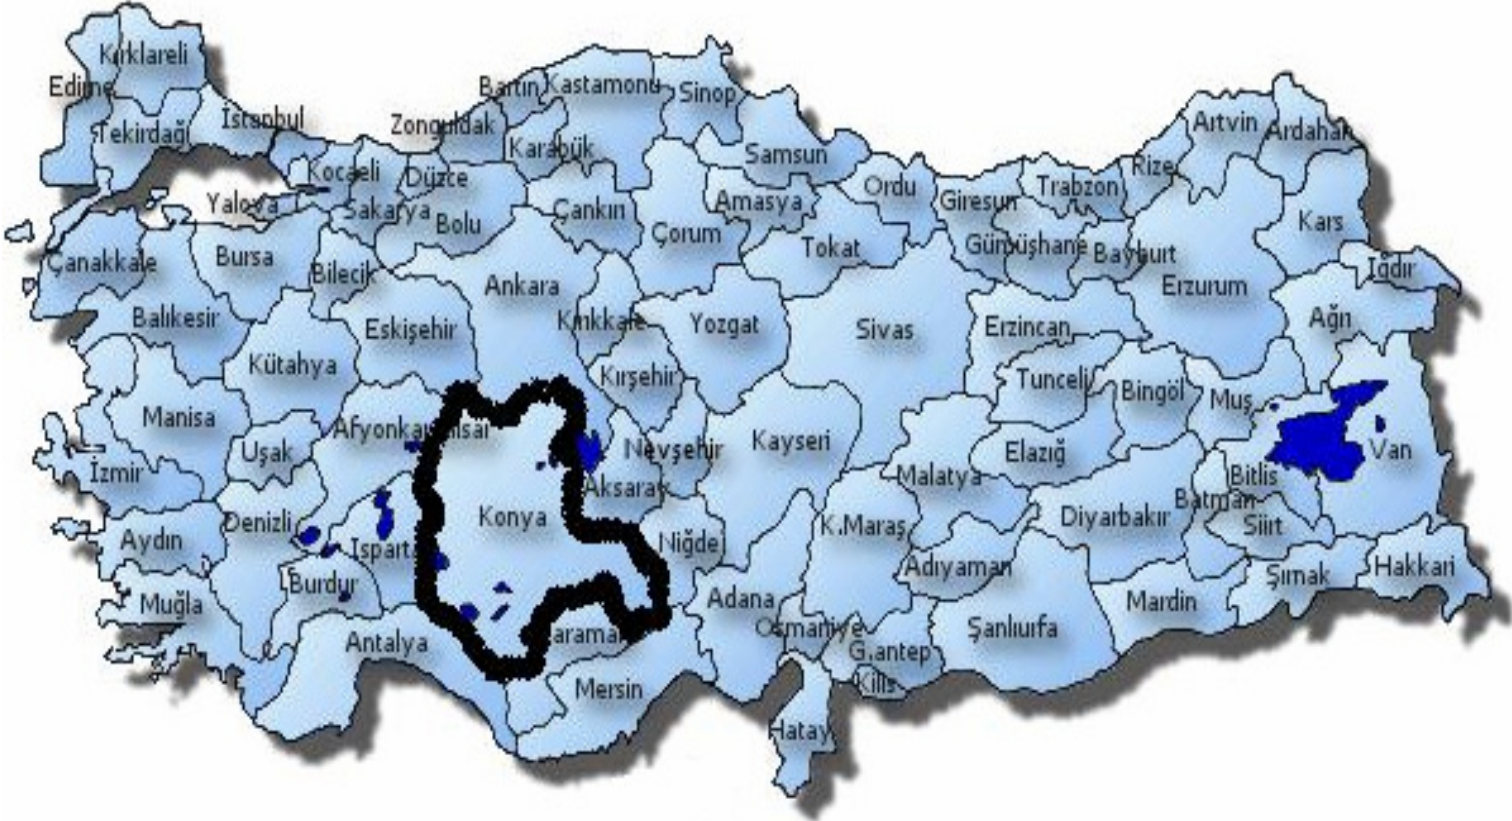 Kırklareli
Edirne
Tekirdağ
İstanbul
Zonguldak
Bartın
Kastamonu
Sinop
Karabük
Samsun
Artvin
Ardahan
Rize
Kocaeli
Düzce
Yalova
Sakarya
Bolu
Çankırı
Amasya
Ordu
Giresun
Trabzon
Çorum
Tokat
Gümüşhane
Bayburt
Kars
Iğdır
Çanakkale
Bursa
Bilecik
Ankara
Erzurum
Balıkesir
Eskişehir
Kırıkkale
Yozgat
Sivas
Erzincan
Ağrı
Kütahya
Kırşehir
Tunceli
Bingöl
Muş
Manisa
Afyonkarahisar
Uşak
Nevşehir
Kayseri
Elazığ
Van
İzmir
Aksaray
Malatya
Bitlis
Batman
Denizli
Konya
K.Maraş
Diyarbakır
Siirt
Aydın
Isparta
Niğde
Adıyaman
Şırnak
Hakkari
Burdur
Muğla
Adana
Mardin
Antalya
araman
Osmaniye
G.antep
Şanlıurfa
Mersin
Kilis
Hatay